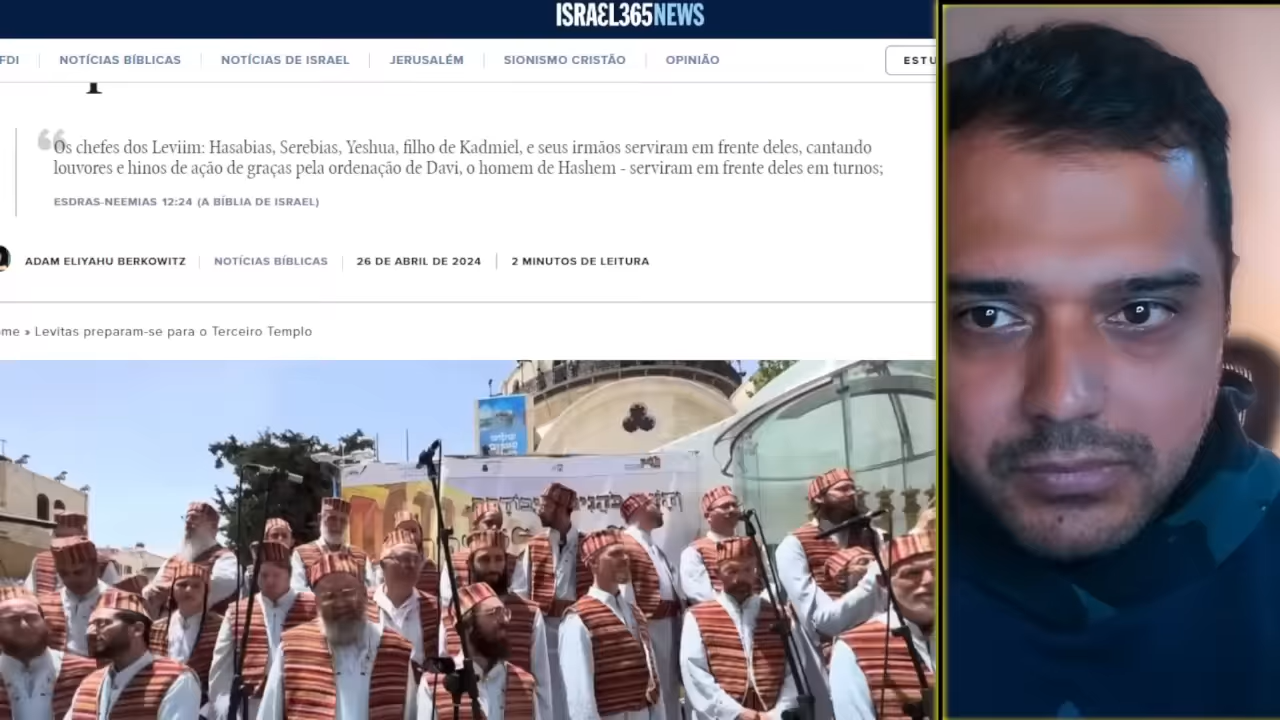 ISRAEL365NEWS
FDI
NOTÍCIAS BÍBLICAS
NOTÍCIAS DE ISRAEL
JERUSALÉM
SIONISMO CRISTÃO
OPINIÃO
ESTU
Os chefes dos Leviim: Hasabias, Serebias, Yeshua, filho de Kadmiel, e seus irmãos serviram em frente deles, cantando
louvores e hinos de ação de graças pela ordenação de Davi, o homem de Hashem - serviram em frente deles em turnos;
ESDRAS-NEEMIAS 12:24 (A BÍBLIA DE ISRAEL)
ADAM ELIYAHU BERKOWITZ
NOTÍCIAS BÍBLICAS
26 DE ABRIL DE 2024
2 MINUTOS DE LEITURA
me » Levitas preparam-se para o Terceiro Templo